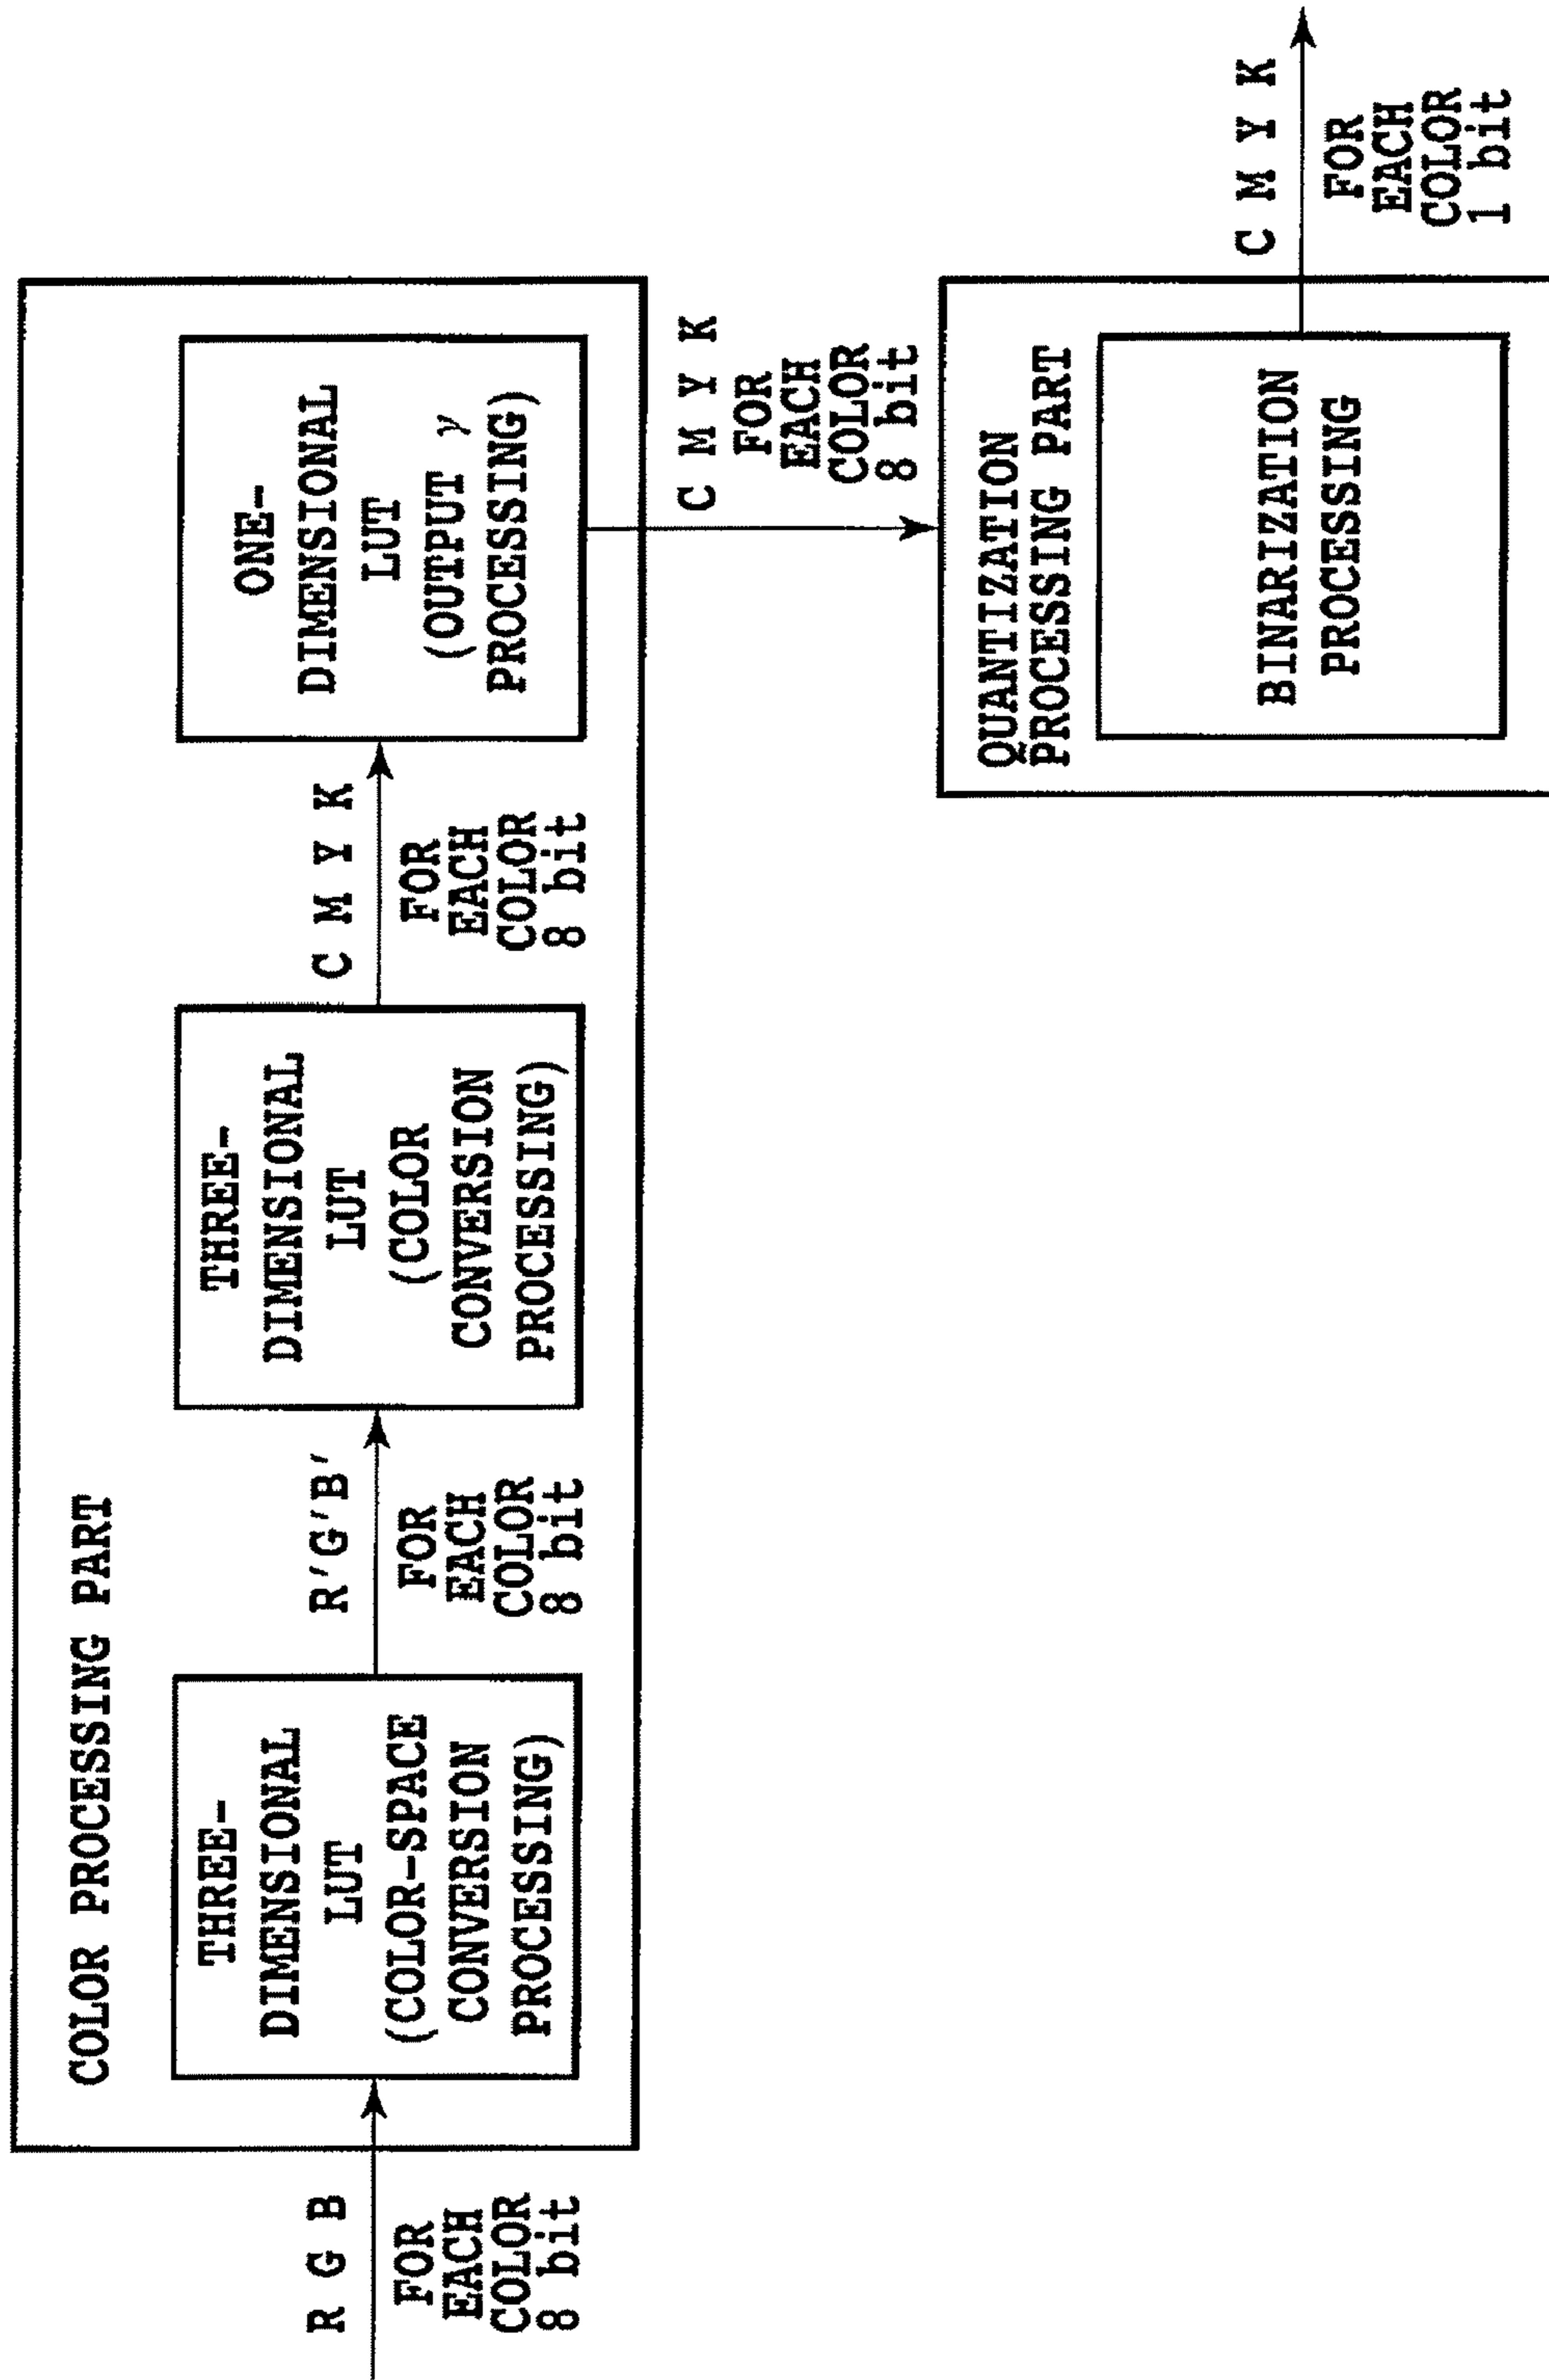 COLOR PROCESSING PART
R G B
FOR
EACH
COLOR
8 bit
THREE-
DIMENSIONAL
LUT
(COLOR-SPACE
CONVERSION
PROCESSING)
R'G'B'
FOR
EACH
COLOR
8 bit
THREE-
DIMENSIONAL
LUT
(COLOR
CONVERSION
PROCESSING)
C M Y K
FOR
EACH
COLOR
8 bit
ONE-
DIMENSIONAL
LUT
(OUTPUT γ
PROCESSING)
C M Y K
FOR
EACH
COLOR
8 bit
QUANTIZATION
PROCESSING PART
BINARIZATION
PROCESSING
C M Y K
FOR
EACH
COLOR
1 bit